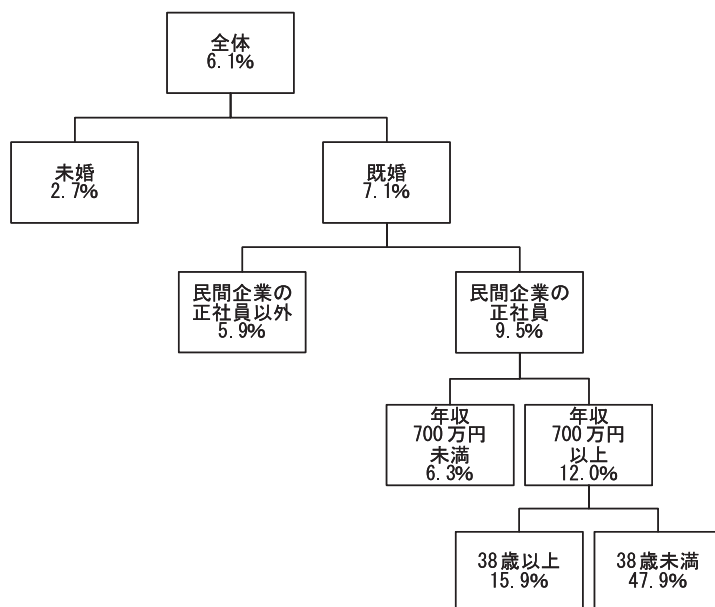 全体
6.1%
未婚
2.7%
既婚
7.1%
民間企業の
正社員以外
5.9%
民間企業の
正社員
9.5%
年収
700万円
未満
6.3%
年収
700万円
以上
12.0%
38歳以上
15.9%
38歳未満
47.9%